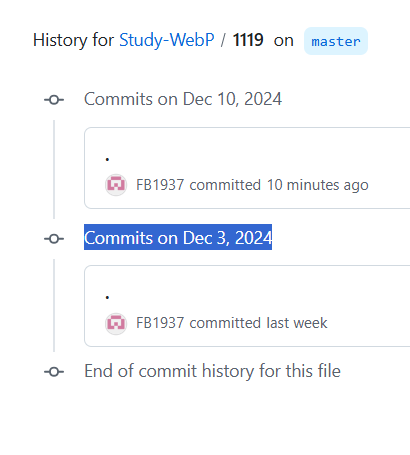 History for Study-WebP / 1119 on master
Commits on Dec 10, 2024
.
FB1937 committed 10 minutes ago
Commits on Dec 3, 2024
.
FB1937 committed last week
End of commit history for this file